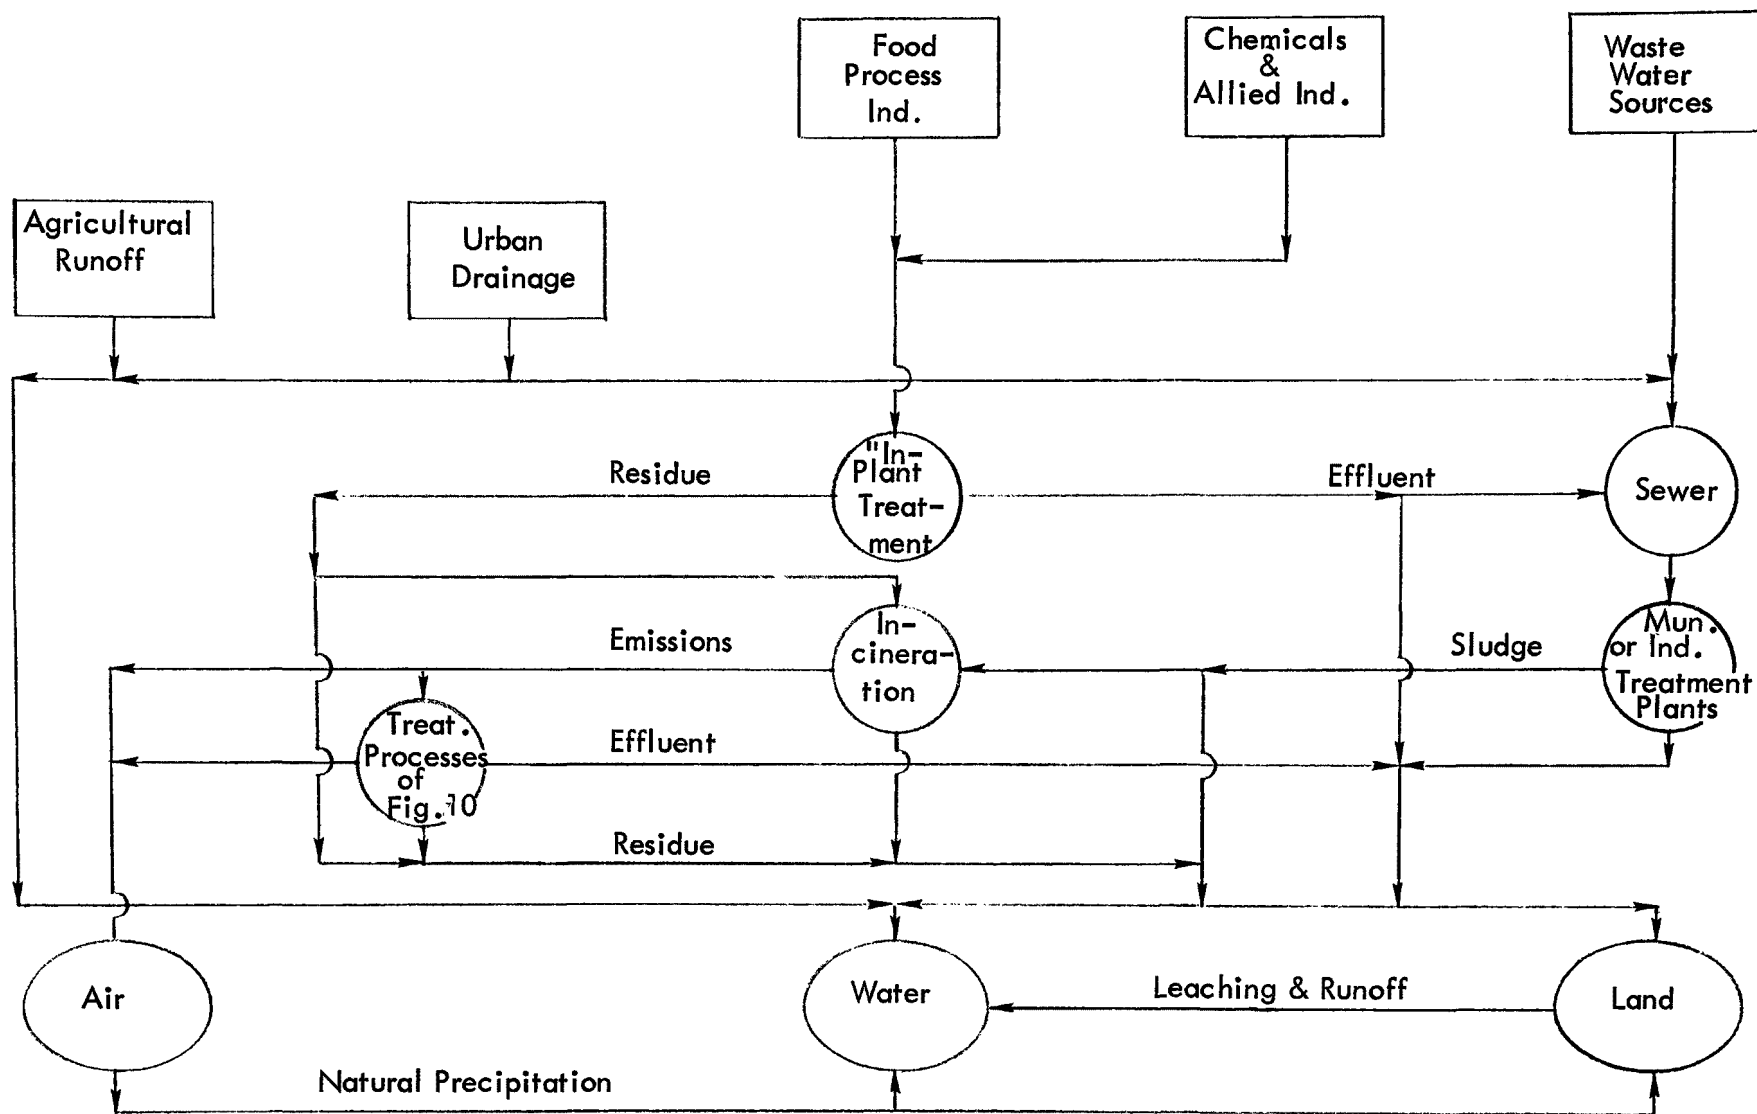 Food
Process
Ind.
Chemicals
&
Allied Ind.
Waste
Water
Sources
Agricultural
Runoff
Urban
Drainage
"In-
Plant
Treat-
ment
Residue
Effluent
Sewer
In-
cinera-
tion
Emissions
Sludge
Mun.
or Ind.
Treatment
Plants
Treat.
Processes
of
Fig.10
Effluent
Residue
Air
Water
Leaching & Runoff
Land
Natural Precipitation